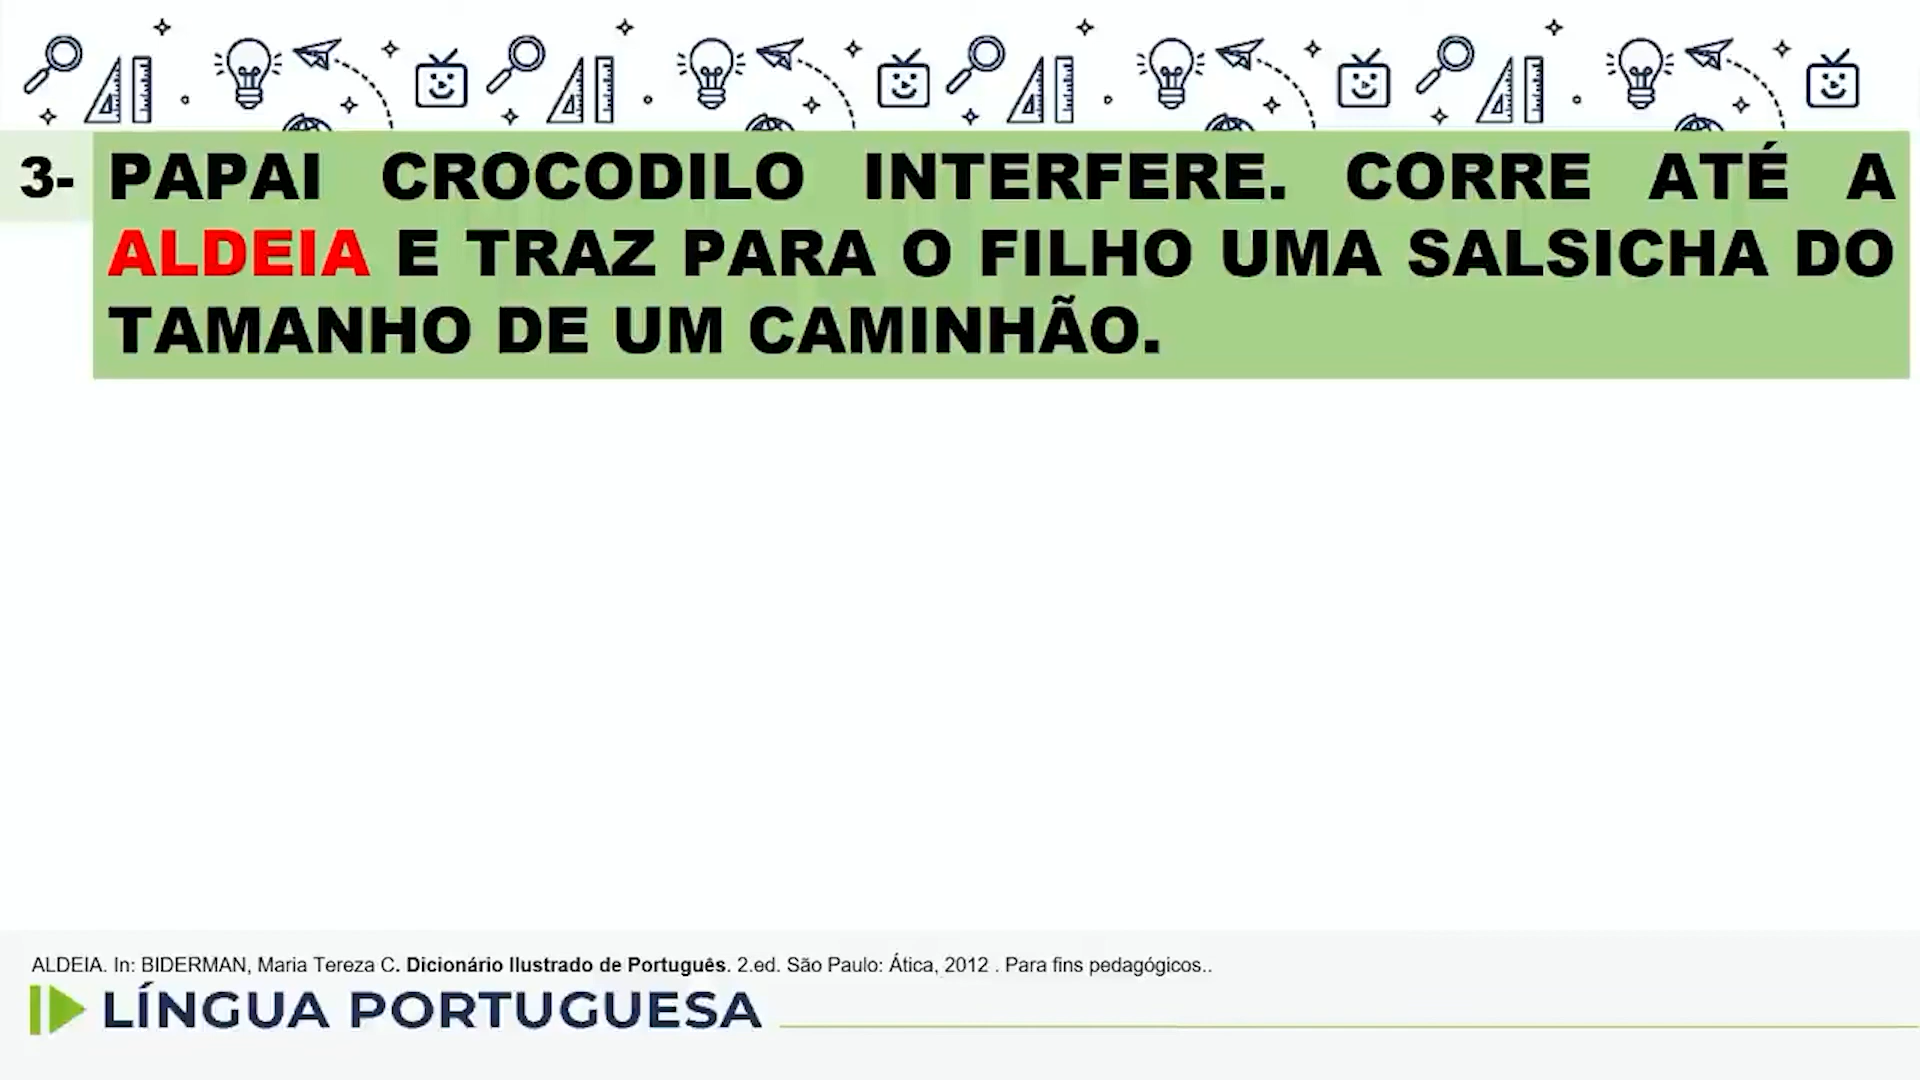 3- PAPAI CROCODILO INTERFERE. CORRE ATÉ A
ALDEIA E TRAZ PARA O FILHO UMA SALSICHA DO
TAMANHO DE UM CAMINHÃO.
ALDEIA. In: BIDERMAN, Maria Tereza C. Dicionário Ilustrado de Português. 2.ed. São Paulo: Ática, 2012 . Para fins pedagógicos..
LÍNGUA PORTUGUESA